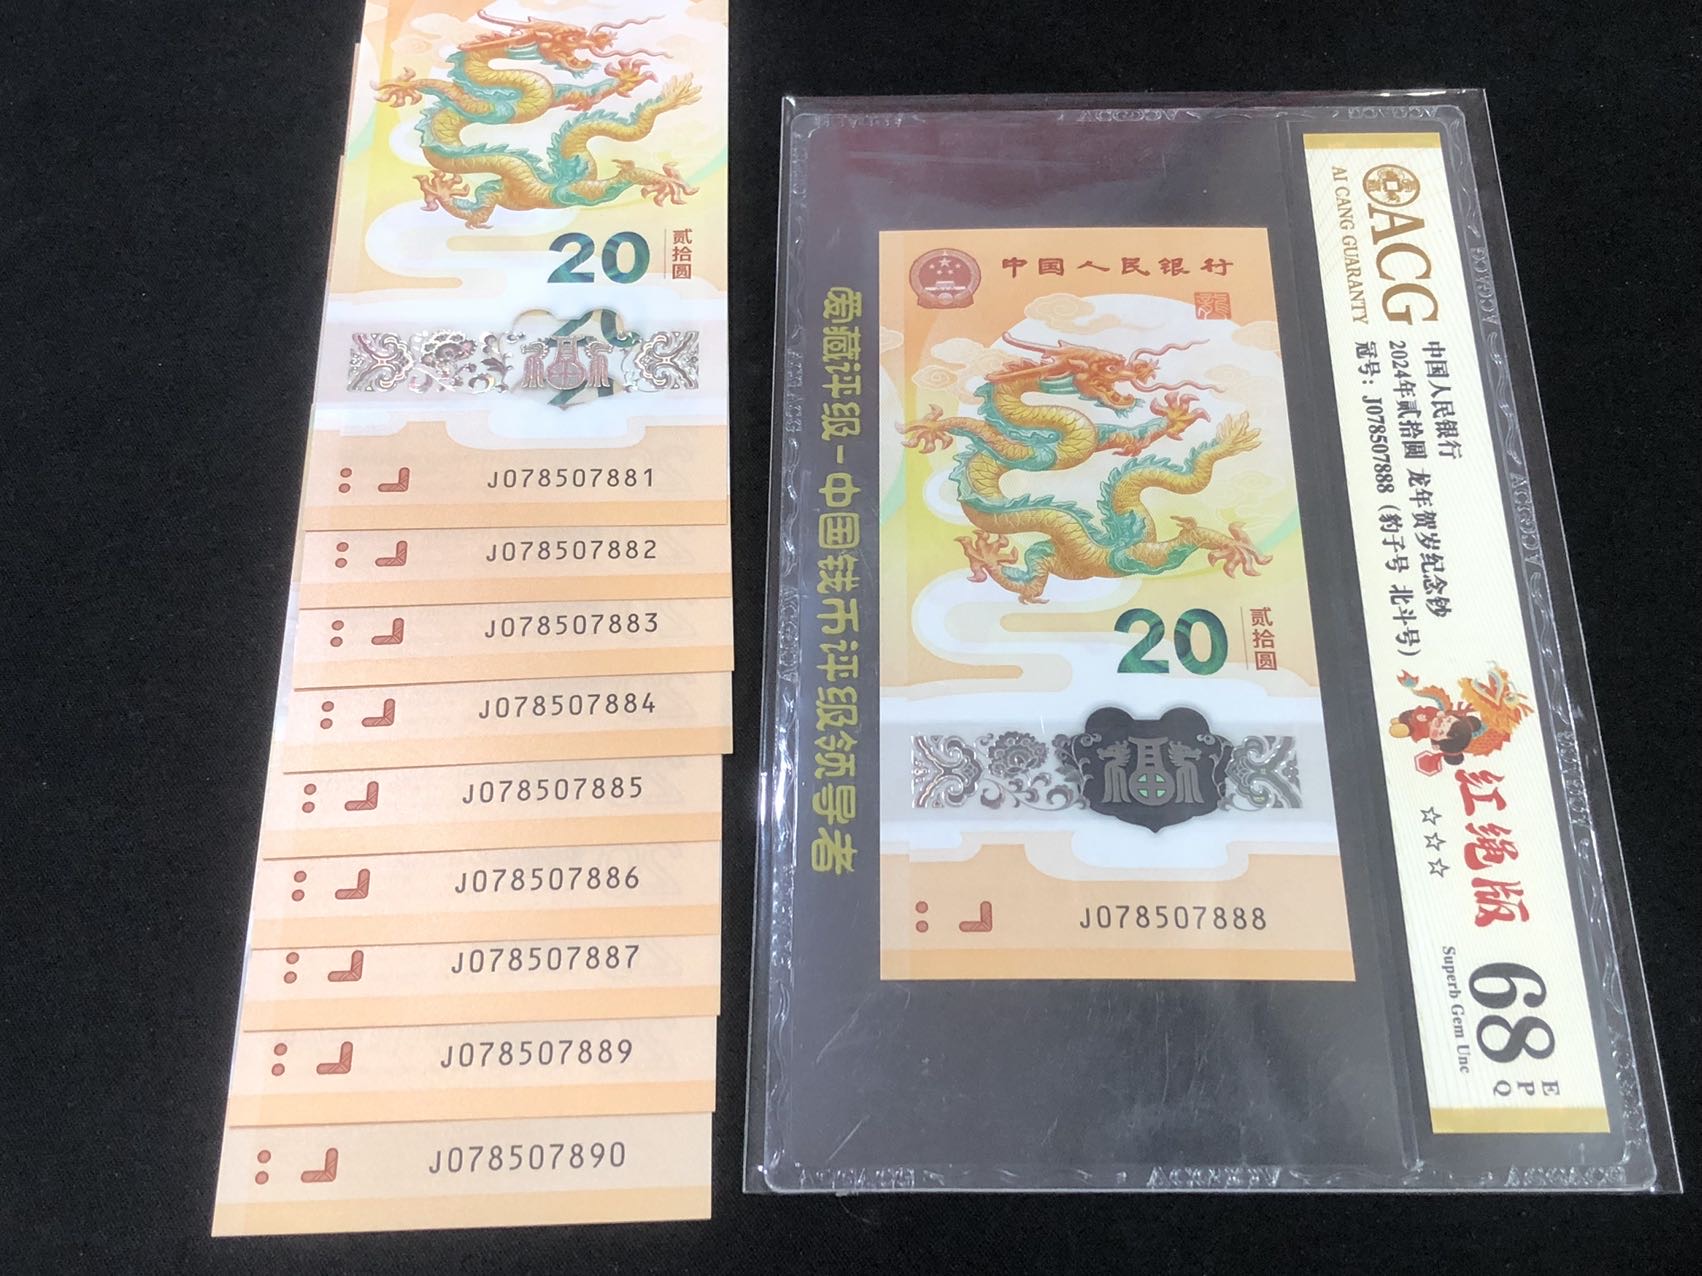 20
贰拾圆
J078507881
J078507882
J078507883
J078507884
J078507885
J078507886
J078507887
J078507889
J078507890
爱藏评级-中国钱币评级领导者
中国人民银行
20
贰拾圆
福
J078507888
ACG
AI CANG GUARANTY
中国人民银行
2024年贰拾圆 龙年贺岁纪念钞
冠号：J078507888（豹子号 北斗号）
红绝版
☆☆☆
68
EPQ
Superb Gem Unc